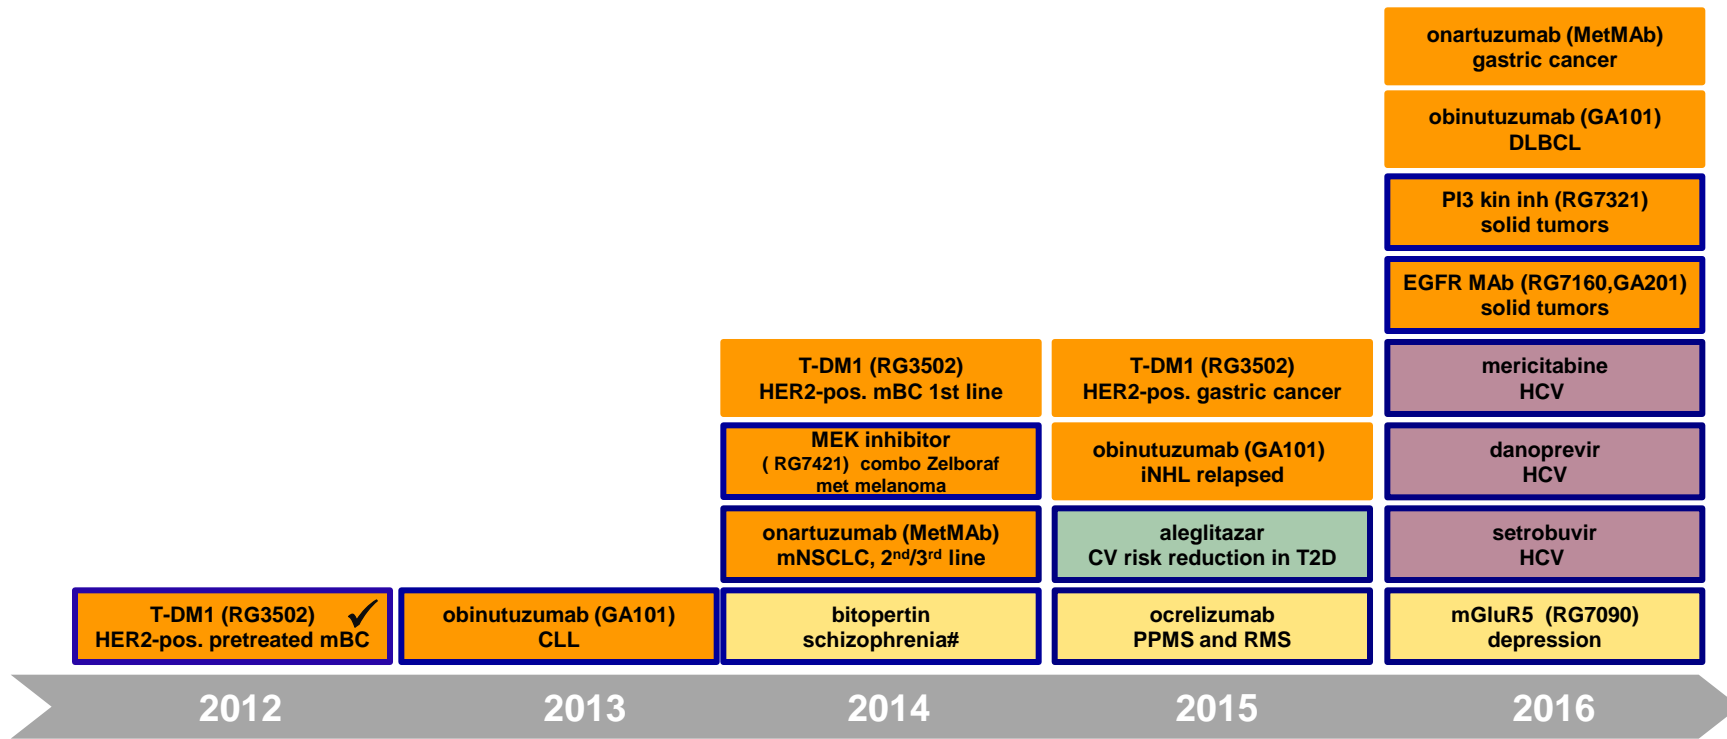 onartuzumab (MetMAb)
gastric cancer
obinutuzumab (GA101)
DLBCL
PI3 kin inh (RG7321)
solid tumors
EGFR MAb (RG7160,GA201)
solid tumors
T-DM1 (RG3502)
HER2-pos. mBC 1st line
T-DM1 (RG3502)
HER2-pos. gastric cancer
mericitabine
HCV
MEK inhibitor
( RG7421) combo Zelboraf
met melanoma
obinutuzumab (GA101)
iNHL relapsed
danoprevir
HCV
onartuzumab (MetMAb)
mNSCLC, 2nd/3rd line
aleglitazar
CV risk reduction in T2D
setrobuvir
HCV
T-DM1 (RG3502) ✓
HER2-pos. pretreated mBC
obinutuzumab (GA101)
CLL
bitopertin
schizophrenia#
ocrelizumab
PPMS and RMS
mGluR5 (RG7090)
depression
2012 2013 2014 2015 2016